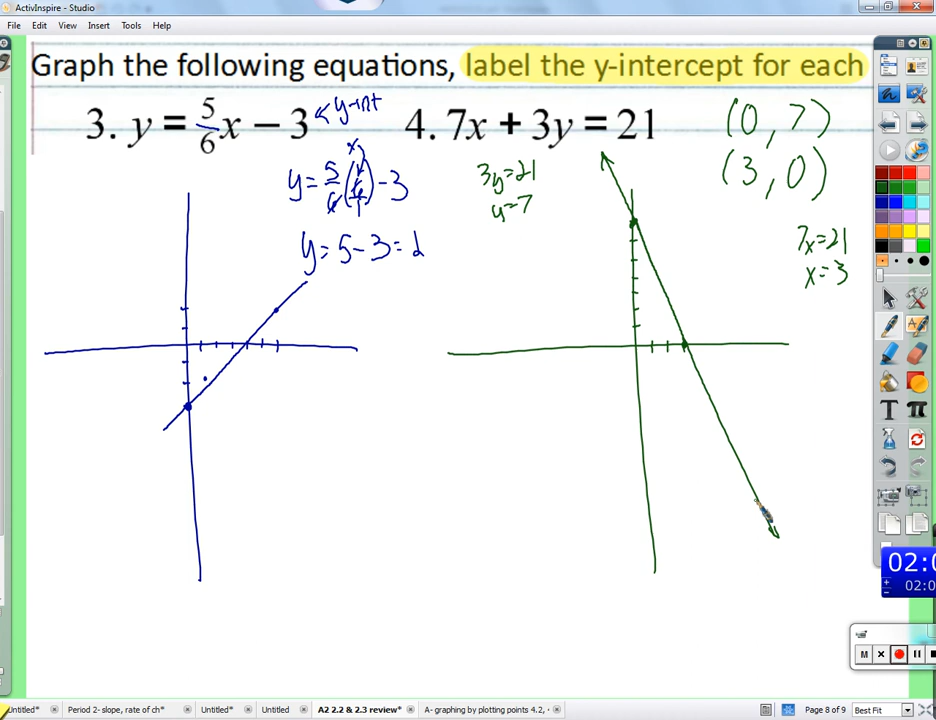 ActivInspire
File Edit View Insert Tools Help
Graph the following equations, label the y-intercept for each
3. y = 5/6 x − 3
← y-int
4. 7x + 3y = 21
(0, 7)
(3, 0)
y = 5/6 (6/1) - 3
x
y = 5 - 3 = 2
3y = 21
y = 7
7x = 21
x = 3
T π
02:
02:
M
Untitled* Period 2- slope, rate of ch* Untitled* Untitled A2 2.2 & 2.3 review* A- graphing by plotting points 4.2,
Page 8 of 9 Best Fit